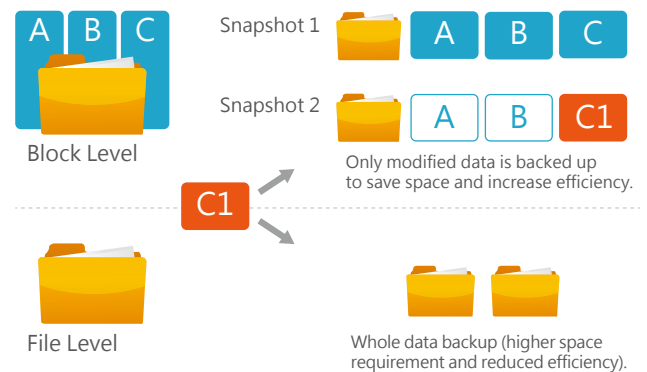 A B C
Block Level
Snapshot 1
A B C
Snapshot 2
A B C1
Only modified data is backed up
to save space and increase efficiency.
C1
File Level
Whole data backup (higher space
requirement and reduced efficiency).